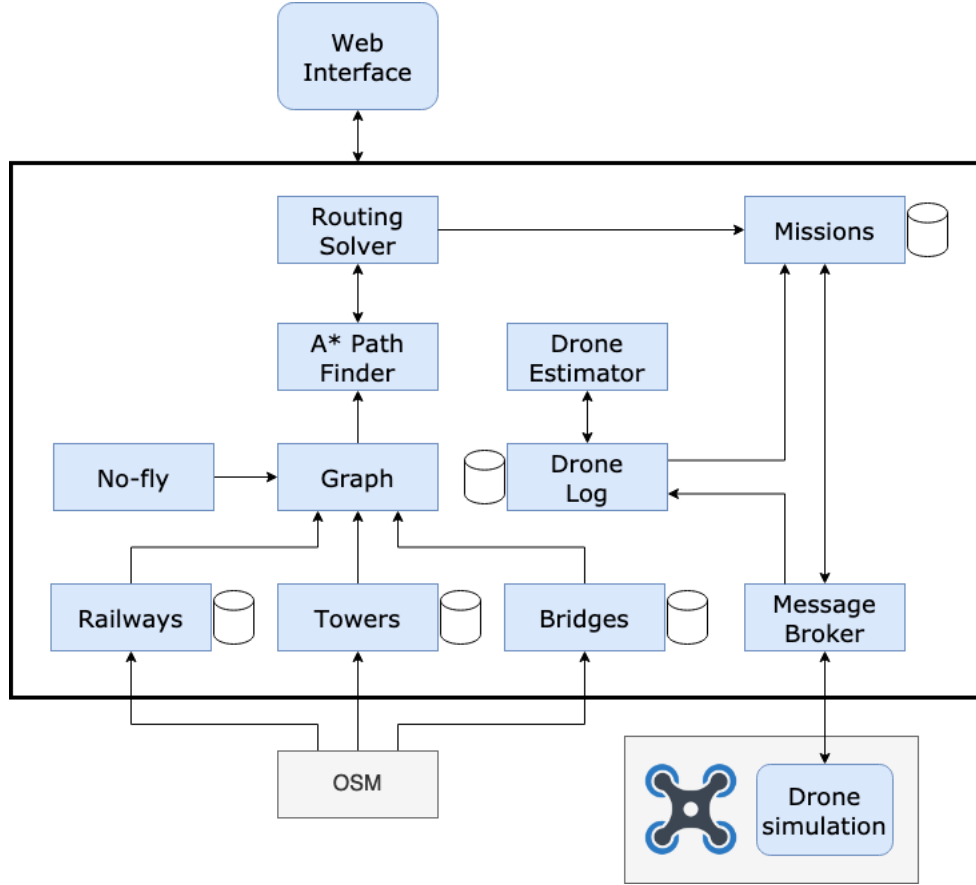 Web
Interface
Routing
Solver
Missions
A* Path
Finder
Drone
Estimator
No-fly
Graph
Drone
Log
Railways
Towers
Bridges
Message
Broker
OSM
Drone
simulation